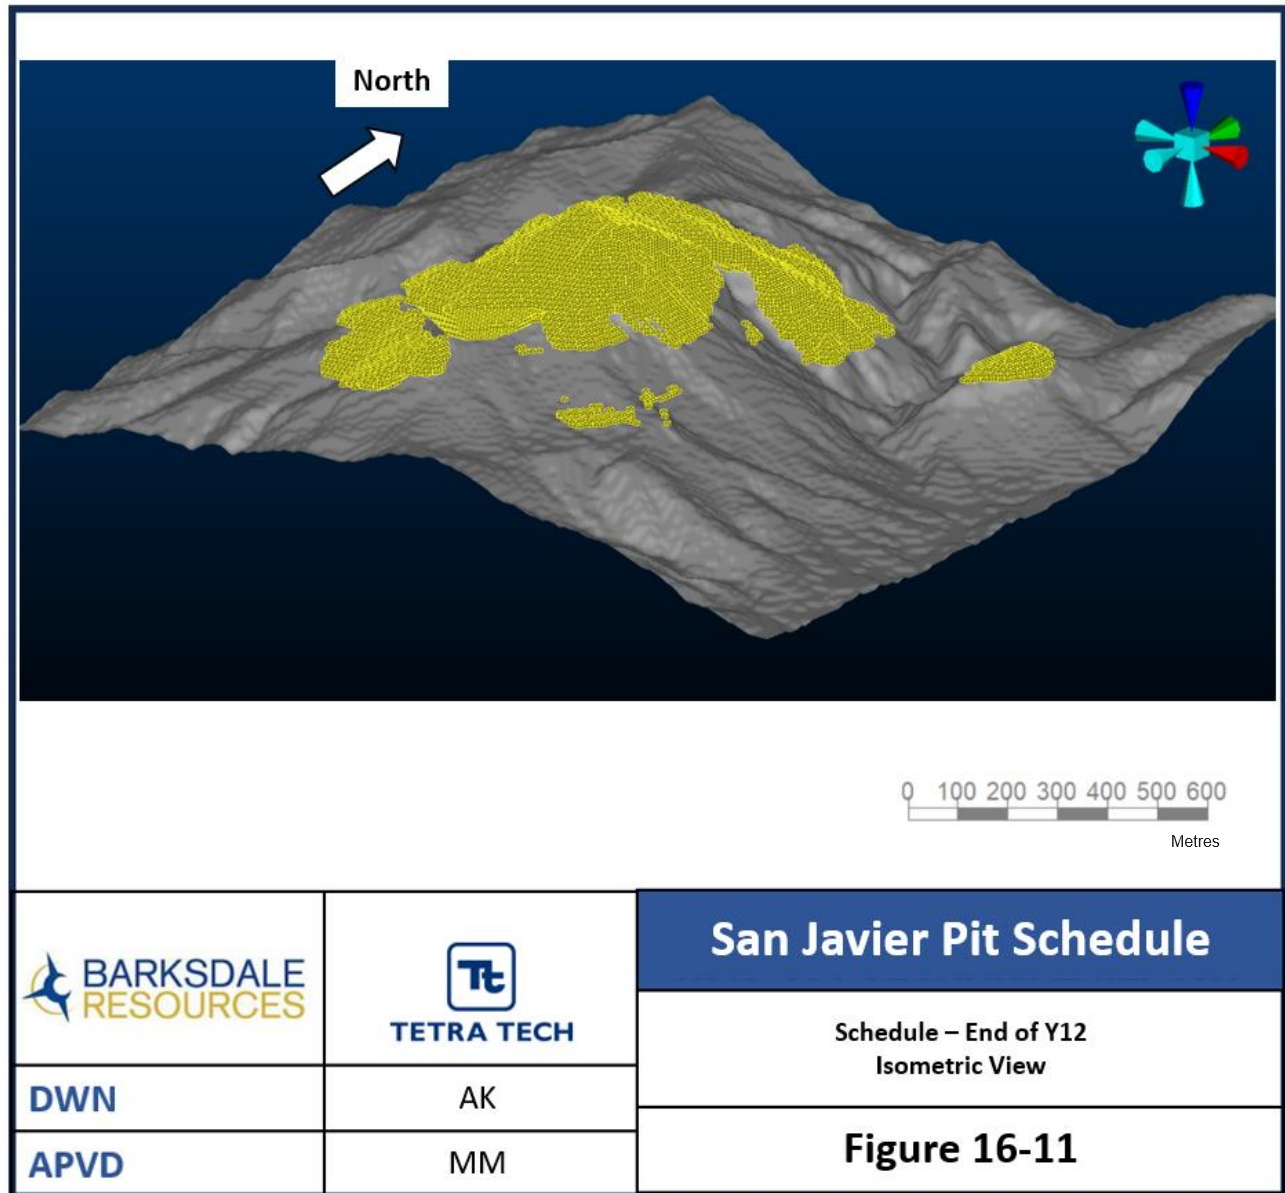 North
0 100 200 300 400 500 600
Metres
BARKSDALE
RESOURCES
Tt
TETRA TECH
San Javier Pit Schedule
Schedule – End of Y12
Isometric View
DWN
AK
Figure 16-11
APVD
MM